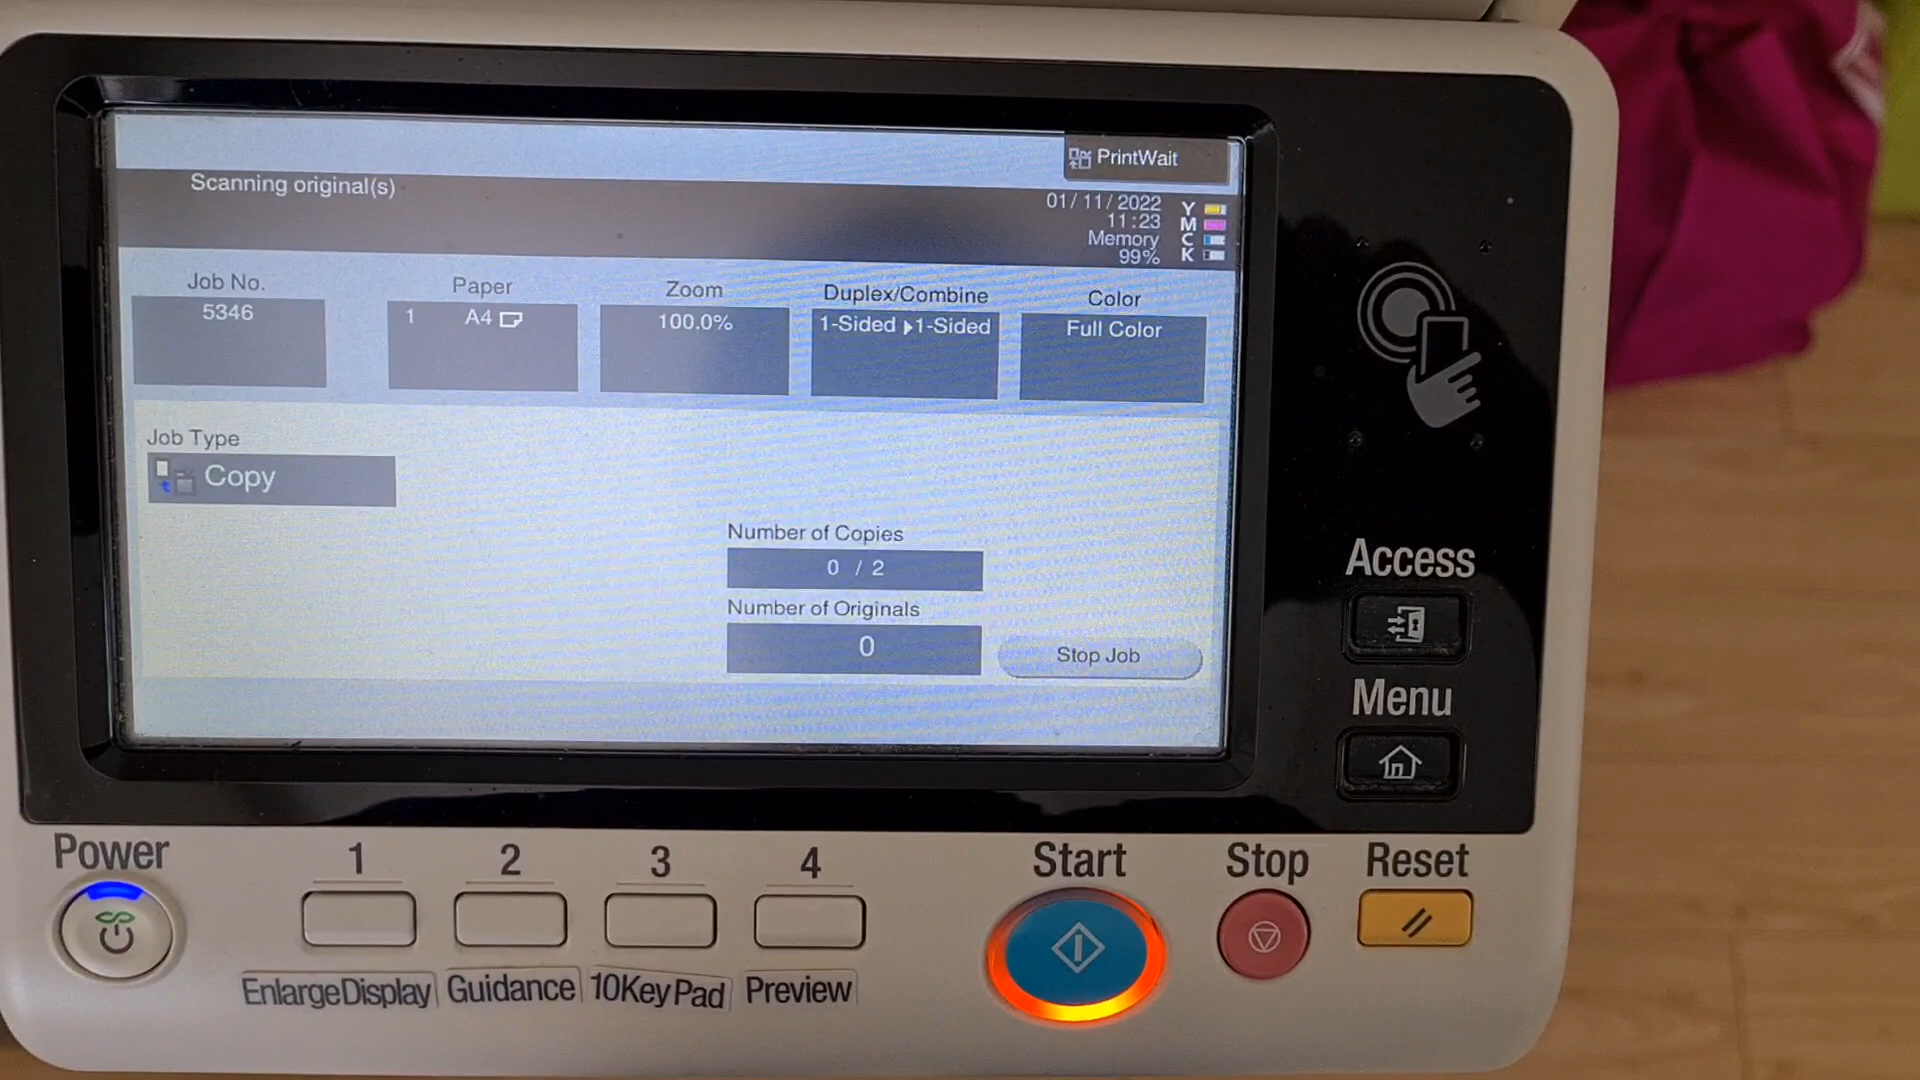 PrintWait
Scanning original(s)
01/11/2022
11:23
Memory
99%
Y
M
C
K
Job No.
5346
Paper
1 A4
Zoom
100.0%
Duplex/Combine
1-Sided ▸1-Sided
Color
Full Color
Job Type
Copy
Number of Copies
0 / 2
Number of Originals
0
Stop Job
Access
Menu
Power
1
2
3
4
Start
Stop
Reset
EnlargeDisplay
Guidance
10KeyPad
Preview